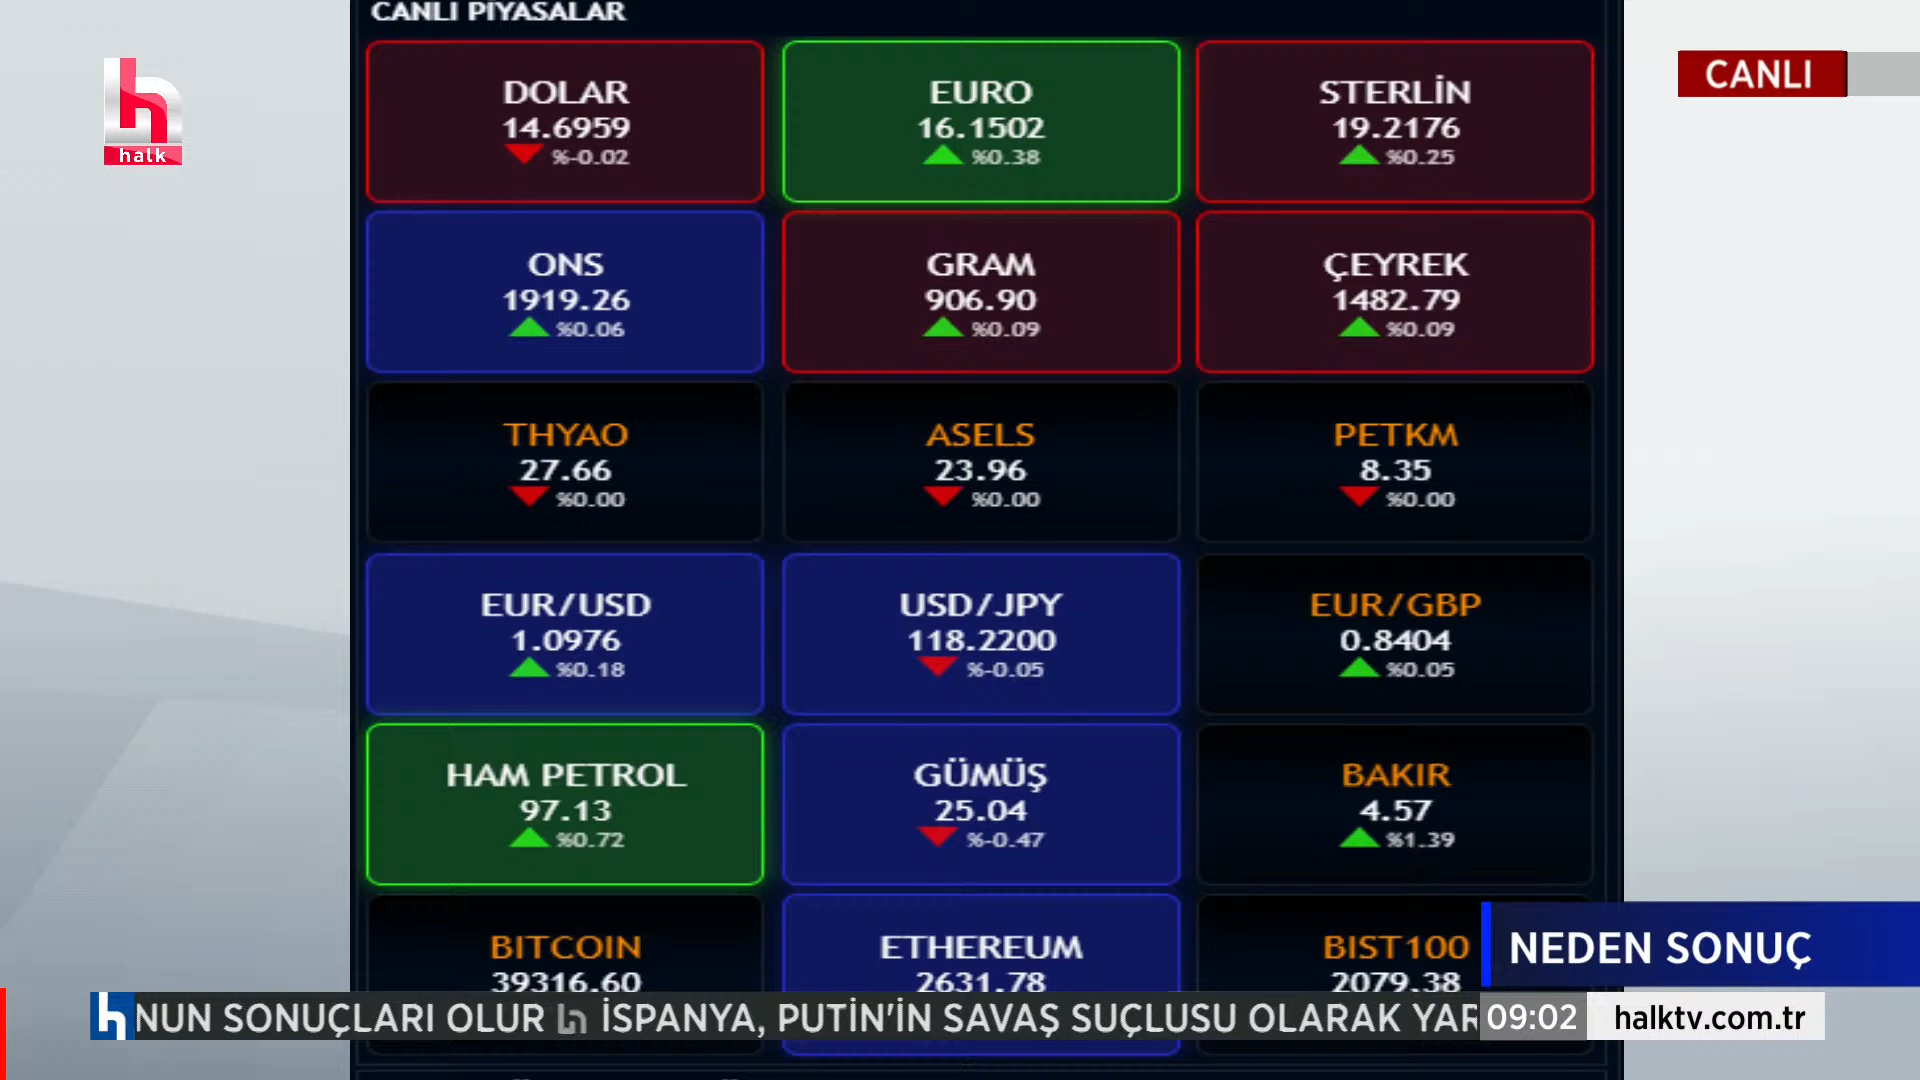 CANLI PİYASALAR
DOLAR
14.6959
%-0.02
EURO
16.1502
%0.38
STERLİN
19.2176
%0.25
ONS
1919.26
%0.06
GRAM
906.90
%0.09
ÇEYREK
1482.79
%0.09
THYAO
27.66
%0.00
ASELS
23.96
%0.00
PETKM
8.35
%0.00
EUR/USD
1.0976
%0.18
USD/JPY
118.2200
%-0.05
EUR/GBP
0.8404
%0.05
HAM PETROL
97.13
%0.72
GÜMÜŞ
25.04
%-0.47
BAKIR
4.57
%1.39
BITCOIN
39316.60
ETHEREUM
2631.78
BIST100
2079.38
h
halk
CANLI
NEDEN SONUÇ
NUN SONUÇLARI OLUR h İSPANYA, PUTİN'İN SAVAŞ SUÇLUSU OLARAK YAR
09:02
halktv.com.tr